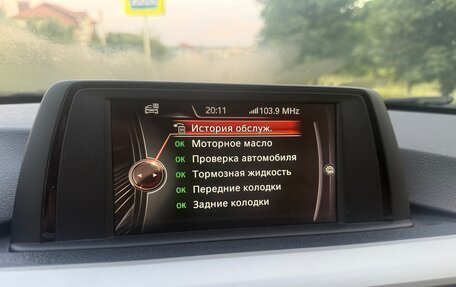 20:11 103.9 MHz
История обслуж.
OK Моторное масло
OK Проверка автомобиля
OK Тормозная жидкость
OK Передние колодки
OK Задние колодки